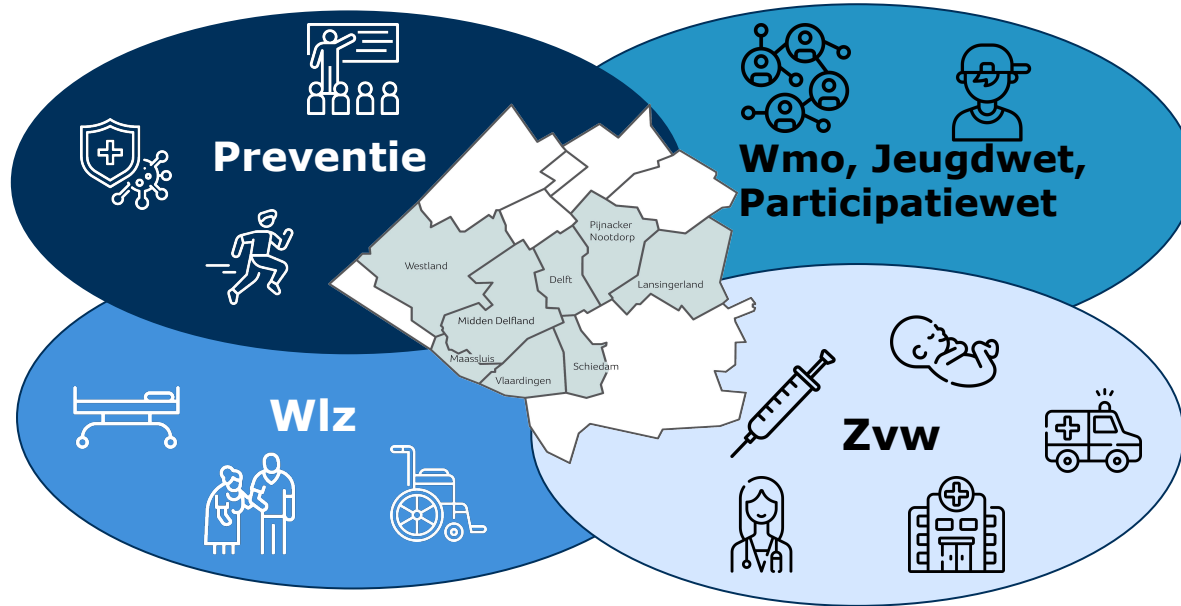 Preventie
Wmo, Jeugdwet,
Participatiewet
Pijnacker
Nootdorp
Westland
Delft
Lansingerland
Midden Delfland
Maassluis
Schiedam
Vlaardingen
Wlz
Zvw